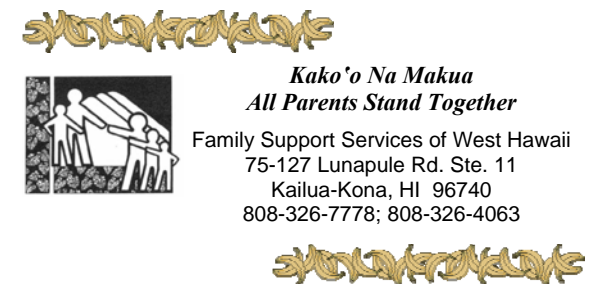 Kako‛o Na Makua
All Parents Stand Together
Family Support Services of West Hawaii
75-127 Lunapule Rd. Ste. 11
Kailua-Kona, HI  96740
808-326-7778; 808-326-4063